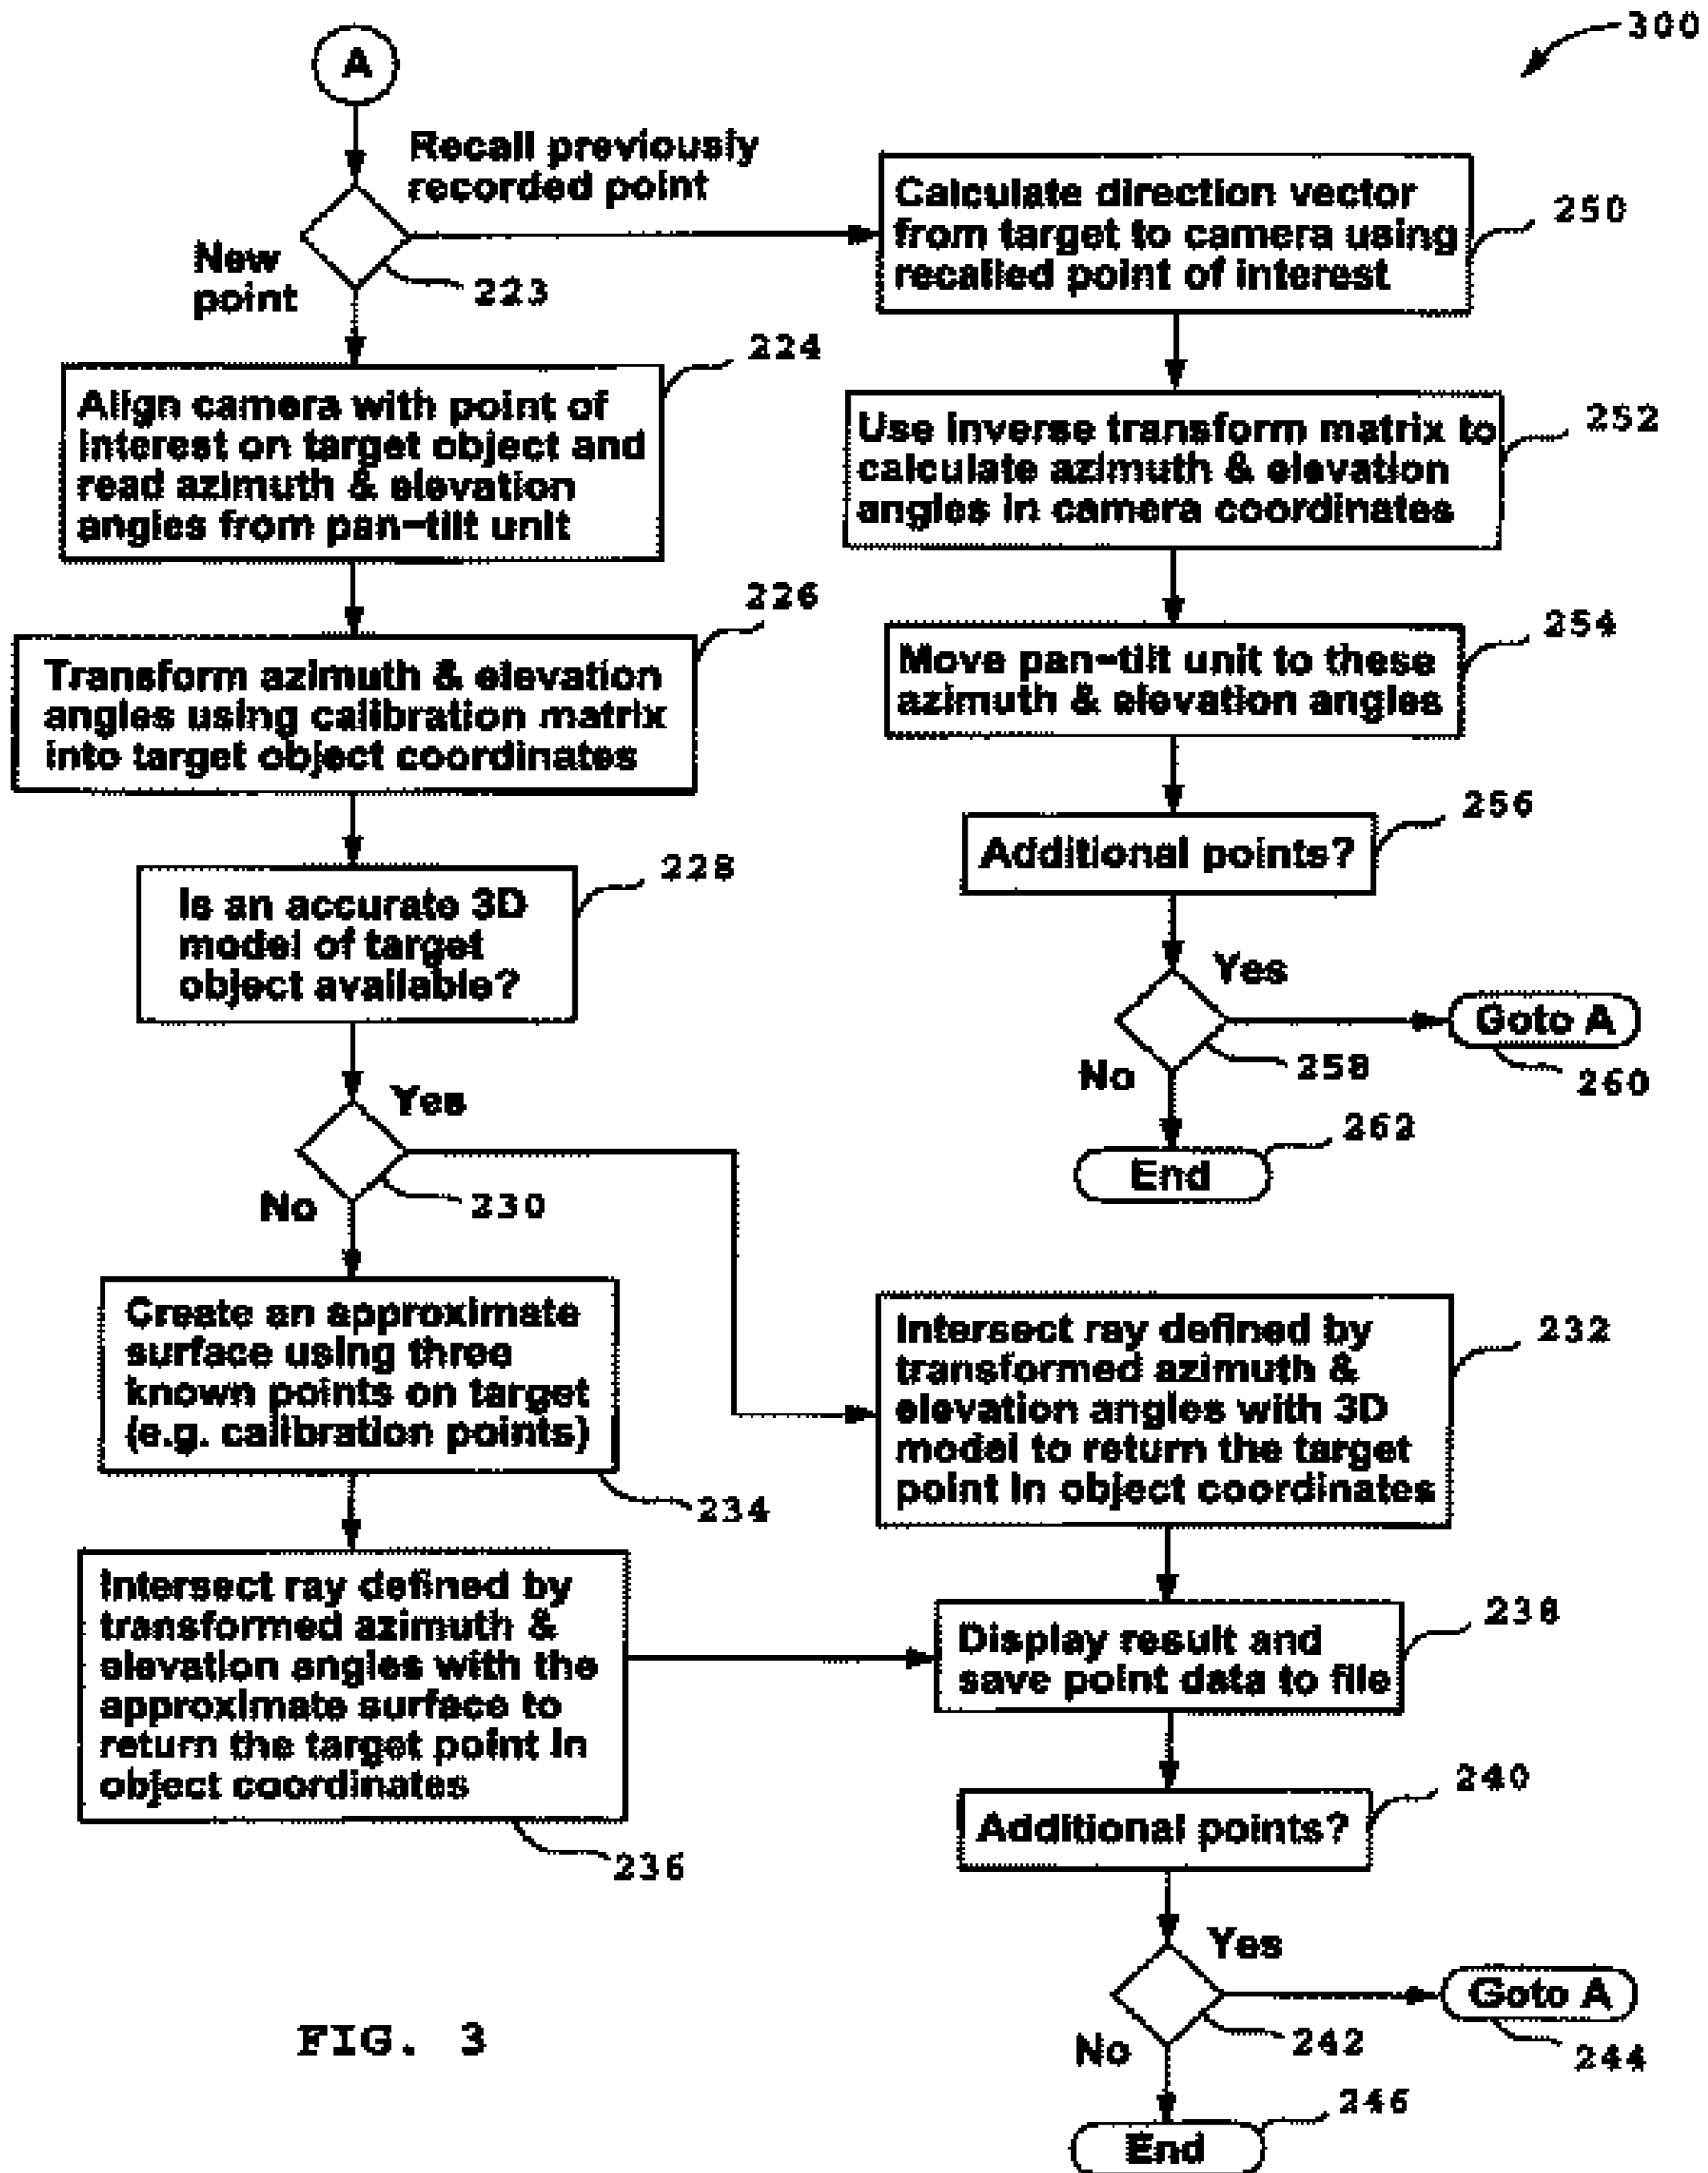 300
A
Recall previously
recorded point
New
point
223
Calculate direction vector
from target to camera using
recalled point of interest
250
224
Align camera with point of
interest on target object and
read azimuth & elevation
angles from pan-tilt unit
Use inverse transform matrix to
calculate azimuth & elevation
angles in camera coordinates
252
226
Transform azimuth & elevation
angles using calibration matrix
into target object coordinates
Move pan-tilt unit to these
azimuth & elevation angles
254
228
Is an accurate 3D
model of target
object available?
Additional points?
256
Yes
No
258
Goto A
260
End
262
Yes
No
230
Create an approximate
surface using three
known points on target
(e.g. calibration points)
234
Intersect ray defined by
transformed azimuth &
elevation angles with 3D
model to return the target
point in object coordinates
232
Intersect ray defined by
transformed azimuth &
elevation angles with the
approximate surface to
return the target point in
object coordinates
236
Display result and
save point data to file
238
Additional points?
240
Yes
No
242
Goto A
244
End
246
FIG. 3